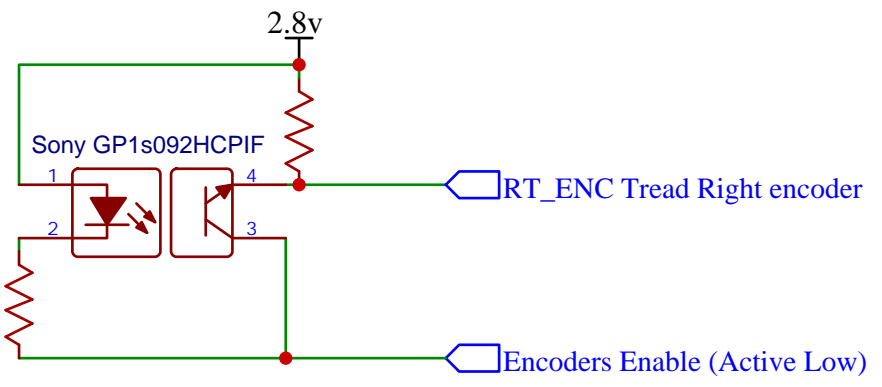 2.8v
Sony GP1s092HCPIF
1
4
RT_ENC Tread Right encoder
2
3
Encoders Enable (Active Low)